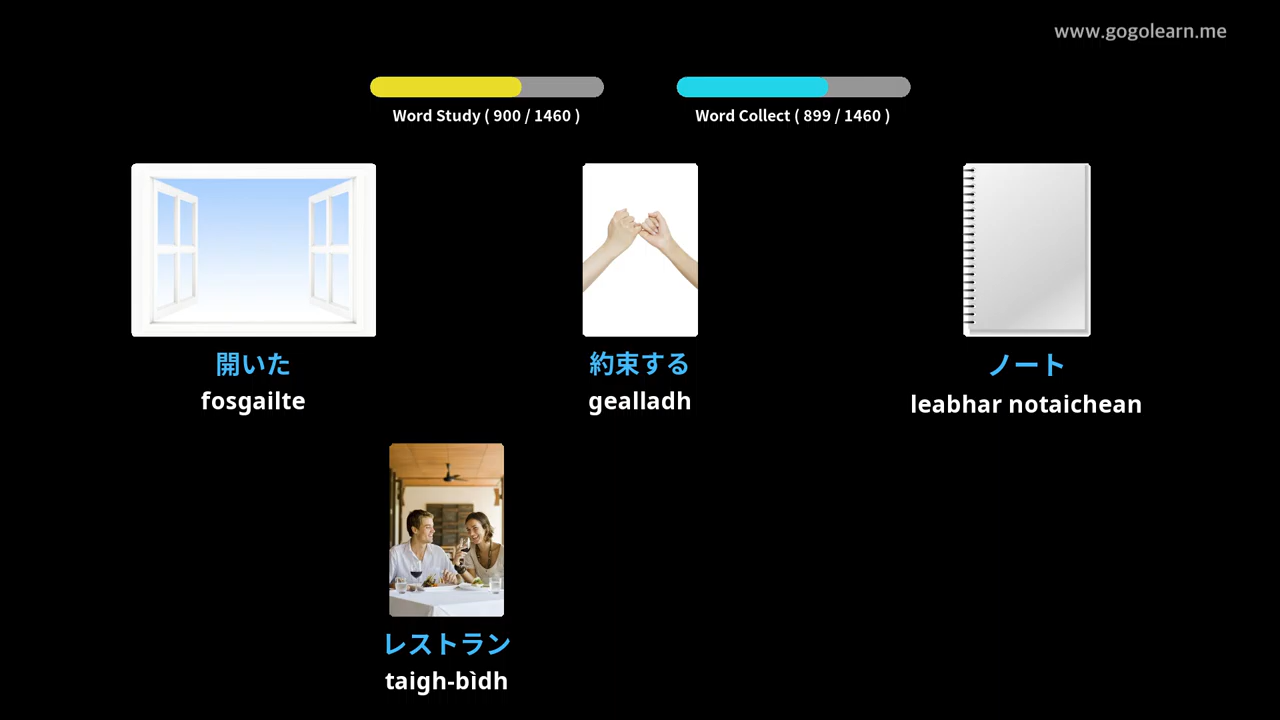 www.gogolearn.me
Word Study ( 900 / 1460 )
Word Collect ( 899 / 1460 )
開いた
fosgailte
約束する
gealladh
ノート
leabhar notaichean
レストラン
taigh-bìdh